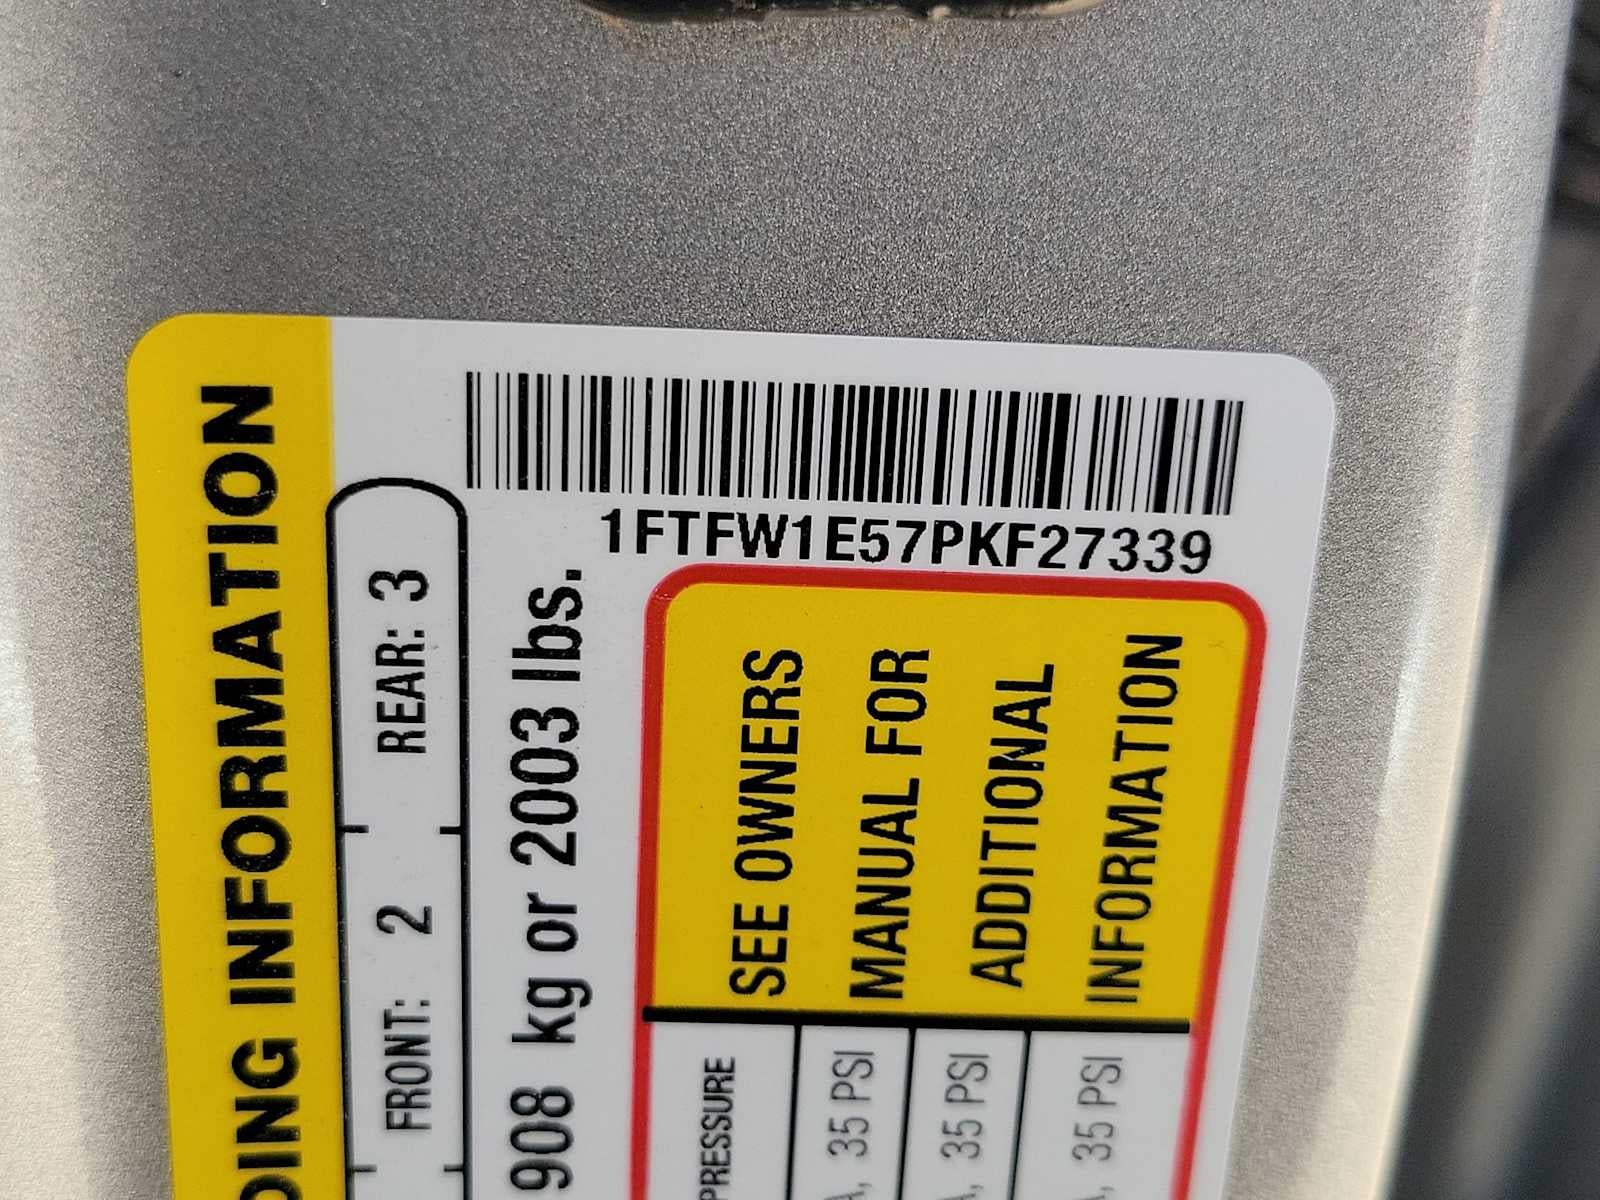 1FTFW1E57PKF27339
DING INFORMATION
FRONT: 2 REAR: 3
908 kg or 2003 lbs.
SEE OWNERS
MANUAL FOR
ADDITIONAL
INFORMATION
PRESSURE
, 35 PSI
, 35 PSI
, 35 PSI